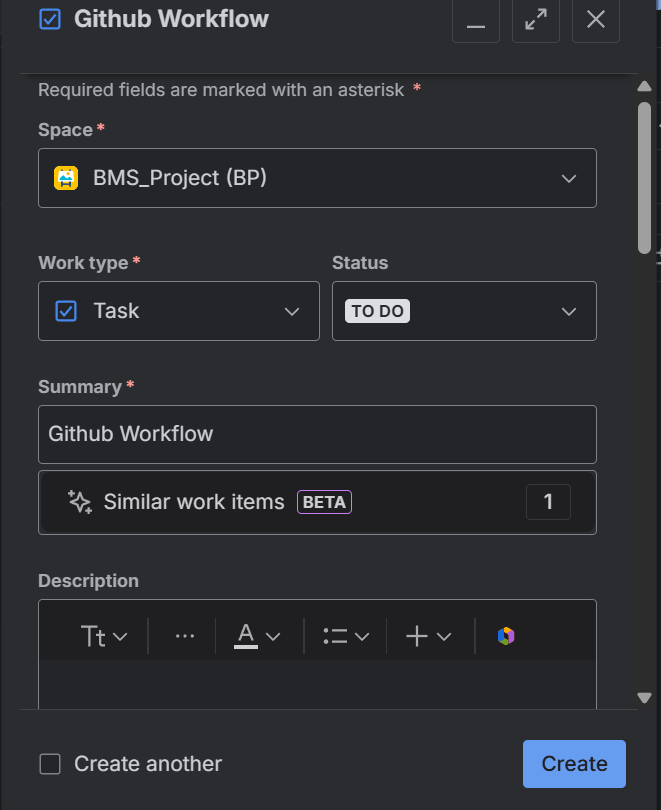 Github Workflow
Required fields are marked with an asterisk *
Space *
BMS_Project (BP)
Work type * Status
Task TO DO
Summary *
Github Workflow
Similar work items BETA 1
Description
Tt ... A
Create another Create